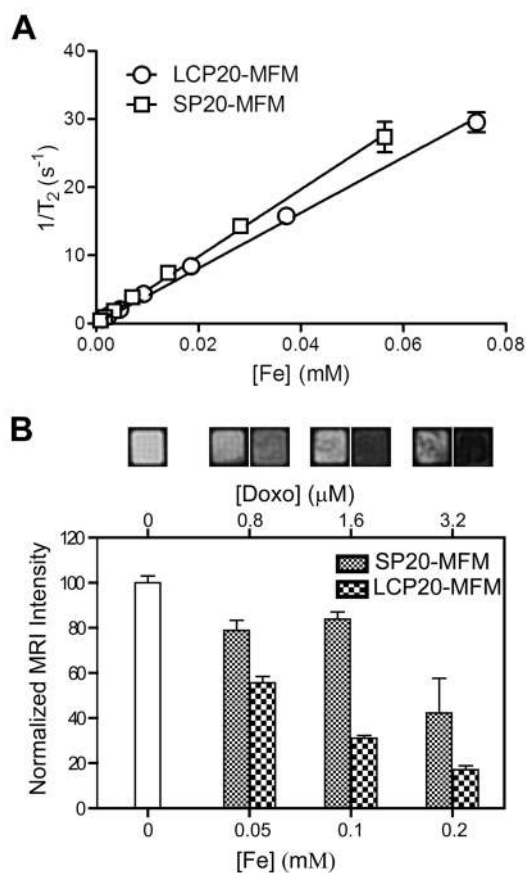 A
LCP20-MFM
SP20-MFM
1/T₂ (s⁻¹)
40
30
20
10
0
0.00 0.02 0.04 0.06 0.08
[Fe] (mM)
B
[Doxo] (μM)
0 0.8 1.6 3.2
Normalized MRI Intensity
120
100
80
60
40
20
0
SP20-MFM
LCP20-MFM
0 0.05 0.1 0.2
[Fe] (mM)